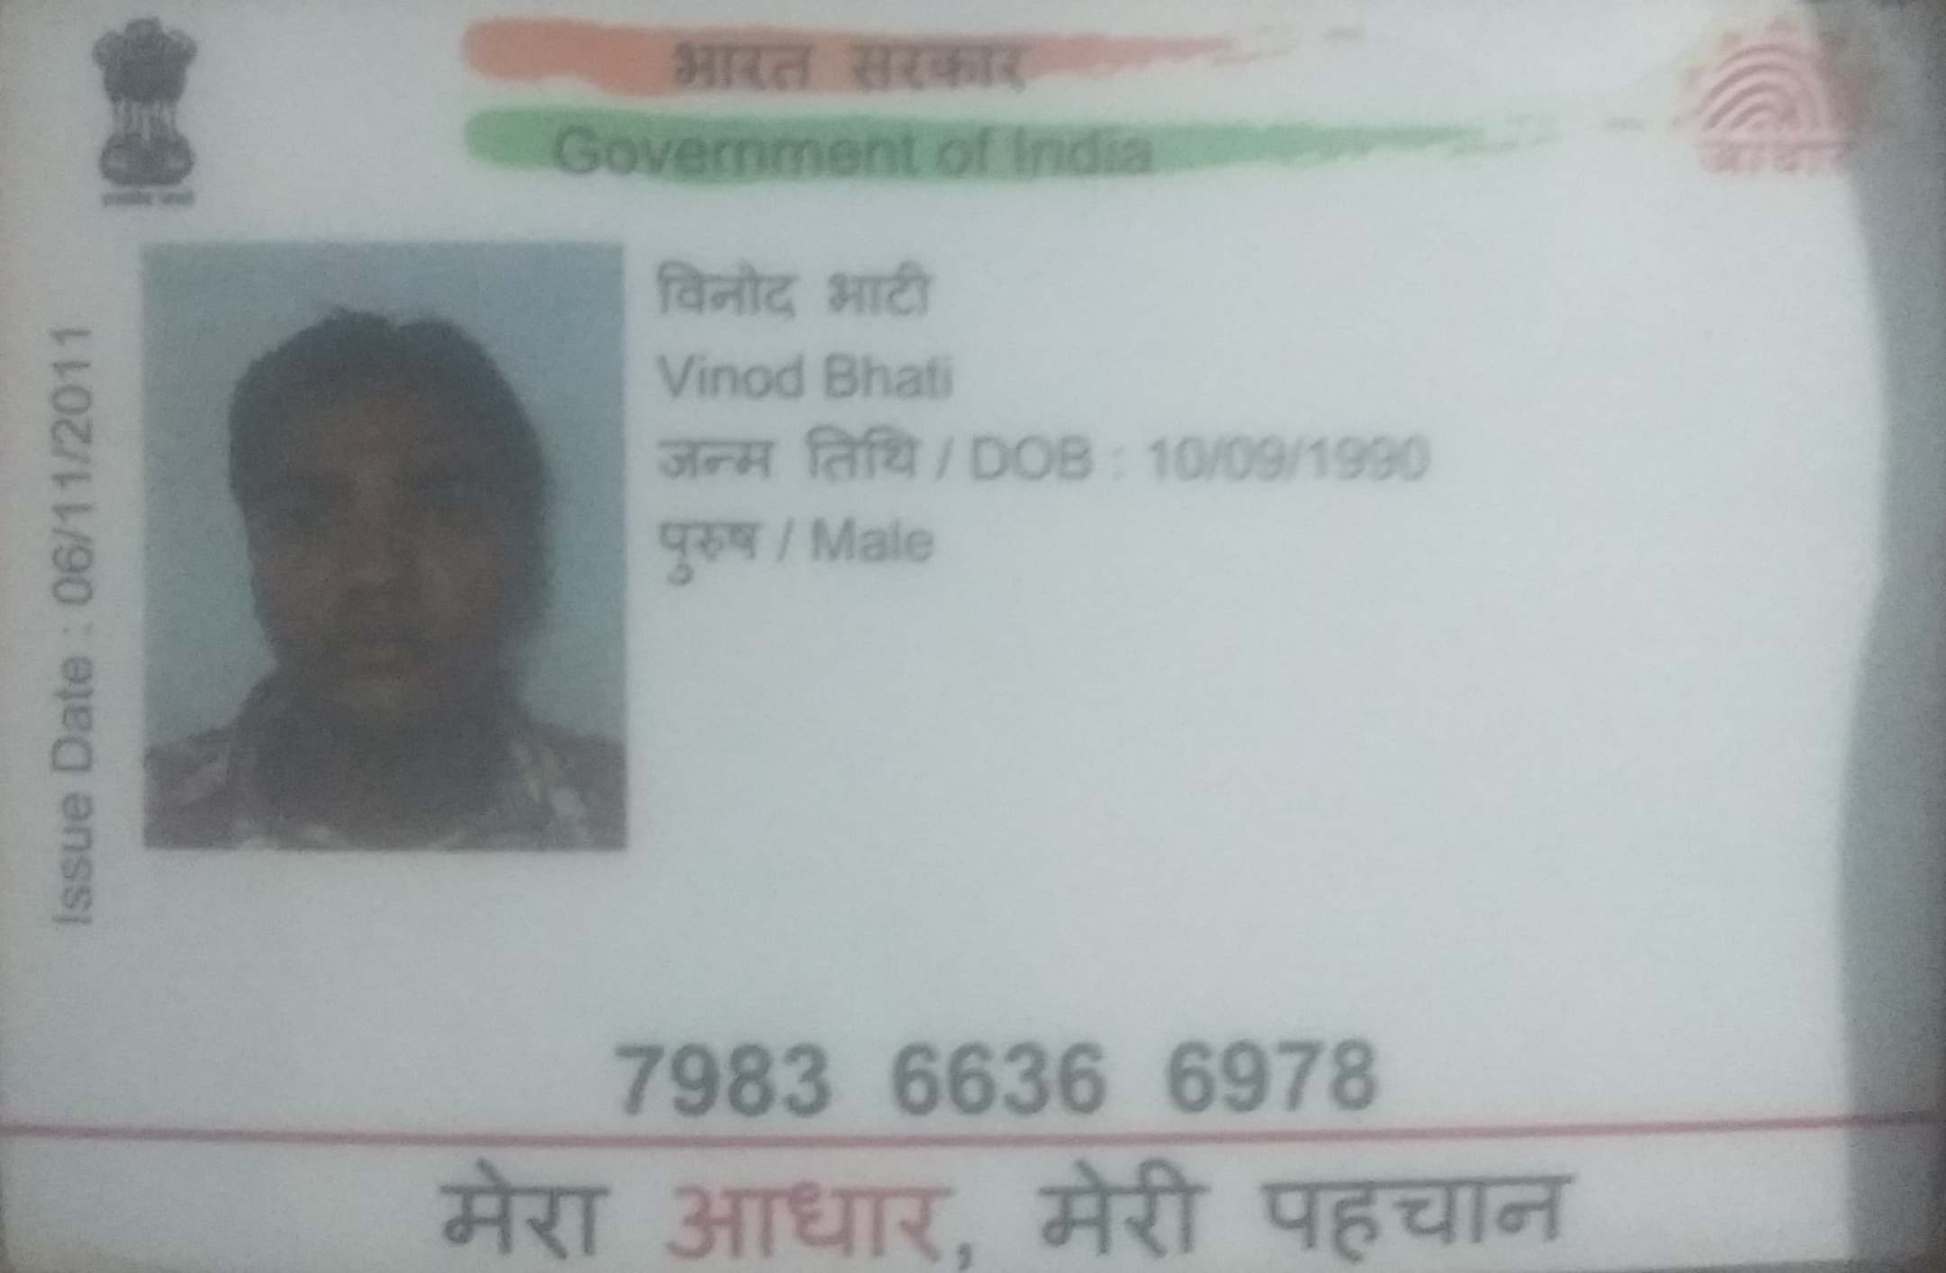 भारत सरकार
Government of India
विनोद भाटी
Vinod Bhati
जन्म तिथि / DOB : 10/09/1990
पुरुष / Male
Issue Date : 06/11/2011
7983 6636 6978
मेरा आधार, मेरी पहचान
आधार